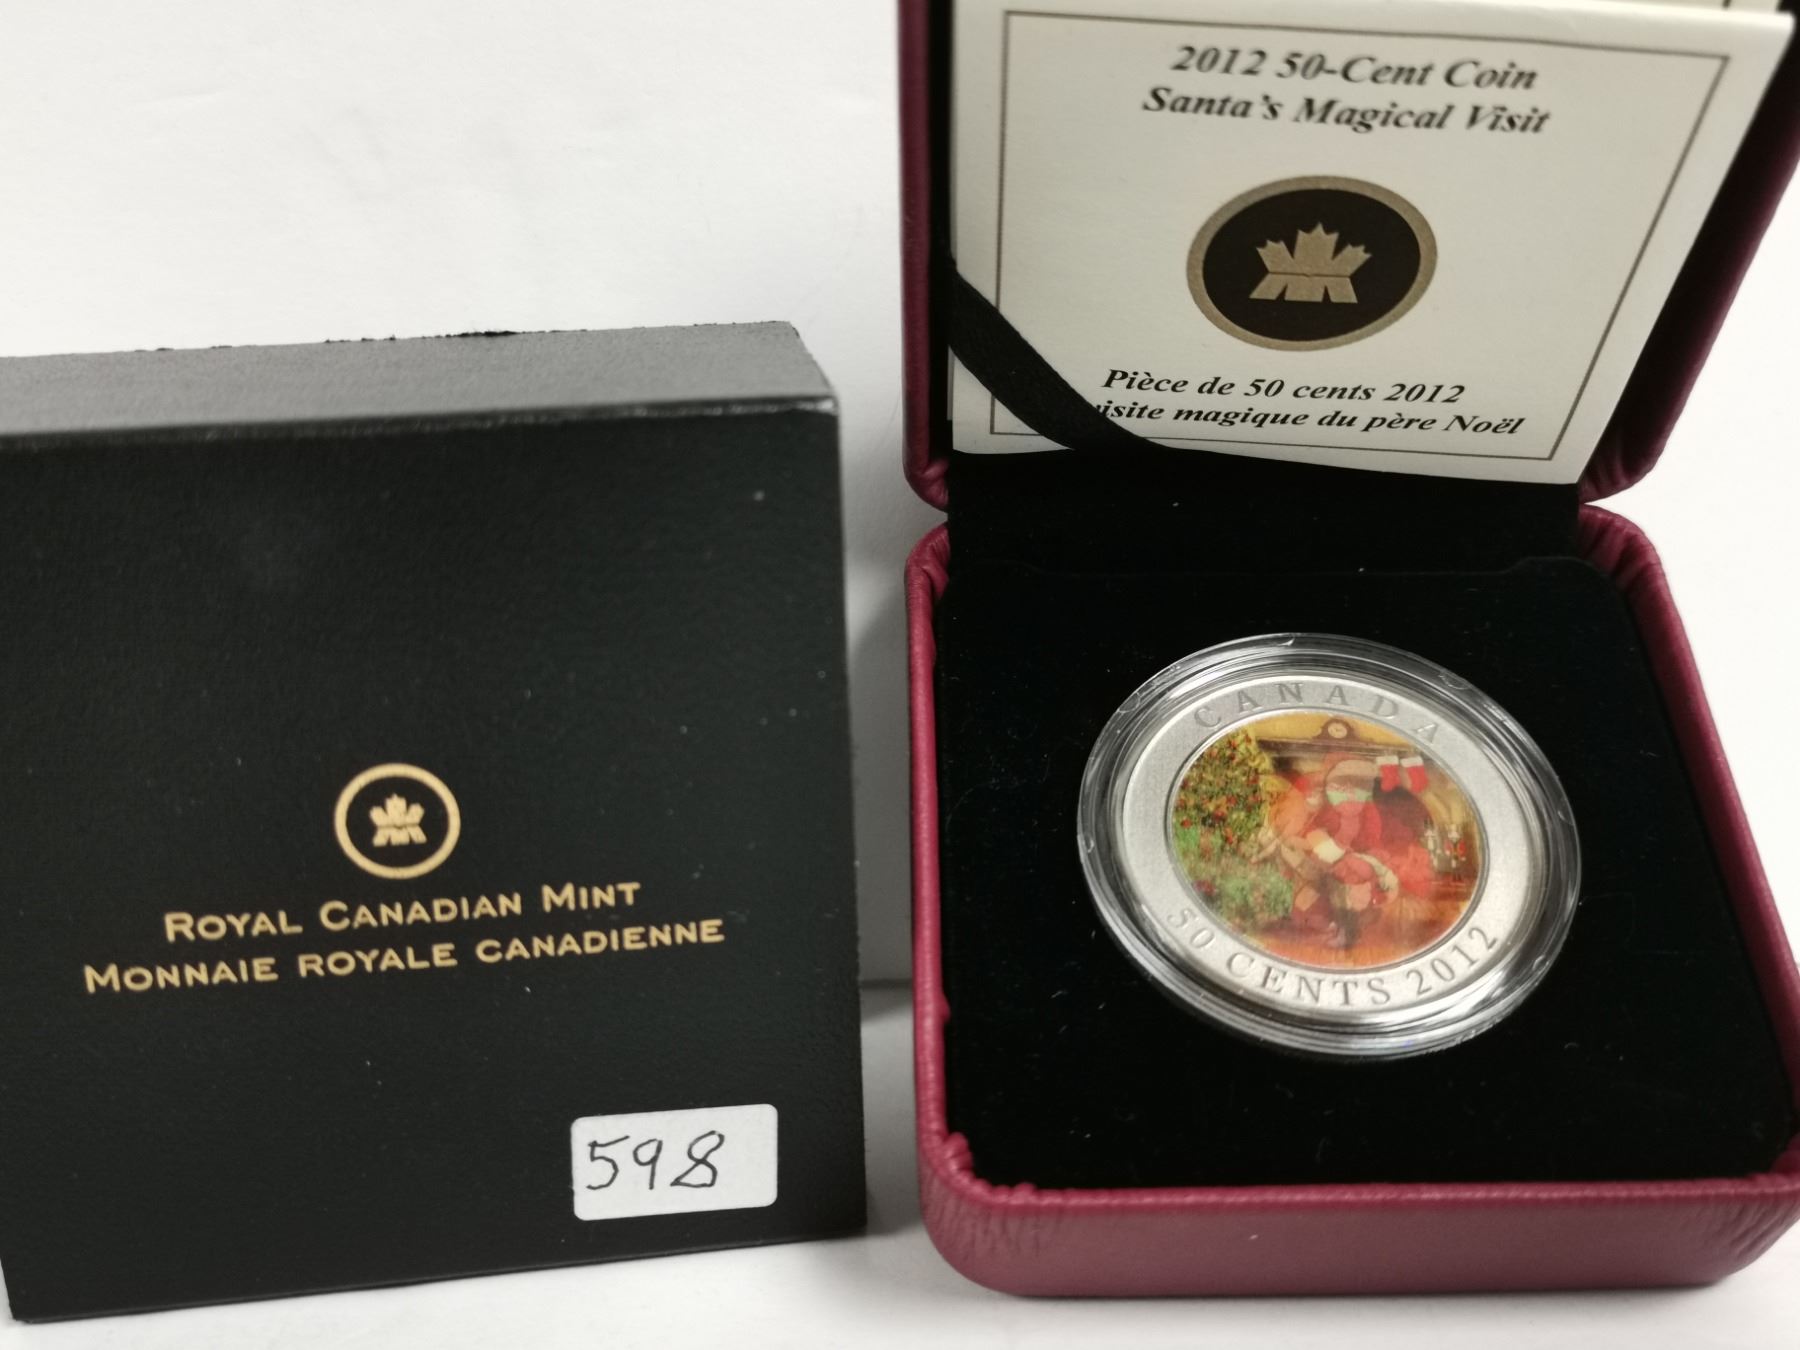 2012 50-Cent Coin
Santa's Magical Visit
Pièce de 50 cents 2012
magique du père Noël
ROYAL CANADIAN MINT
MONNAIE ROYALE CANADIENNE
598
CANADA
50 CENTS 2012